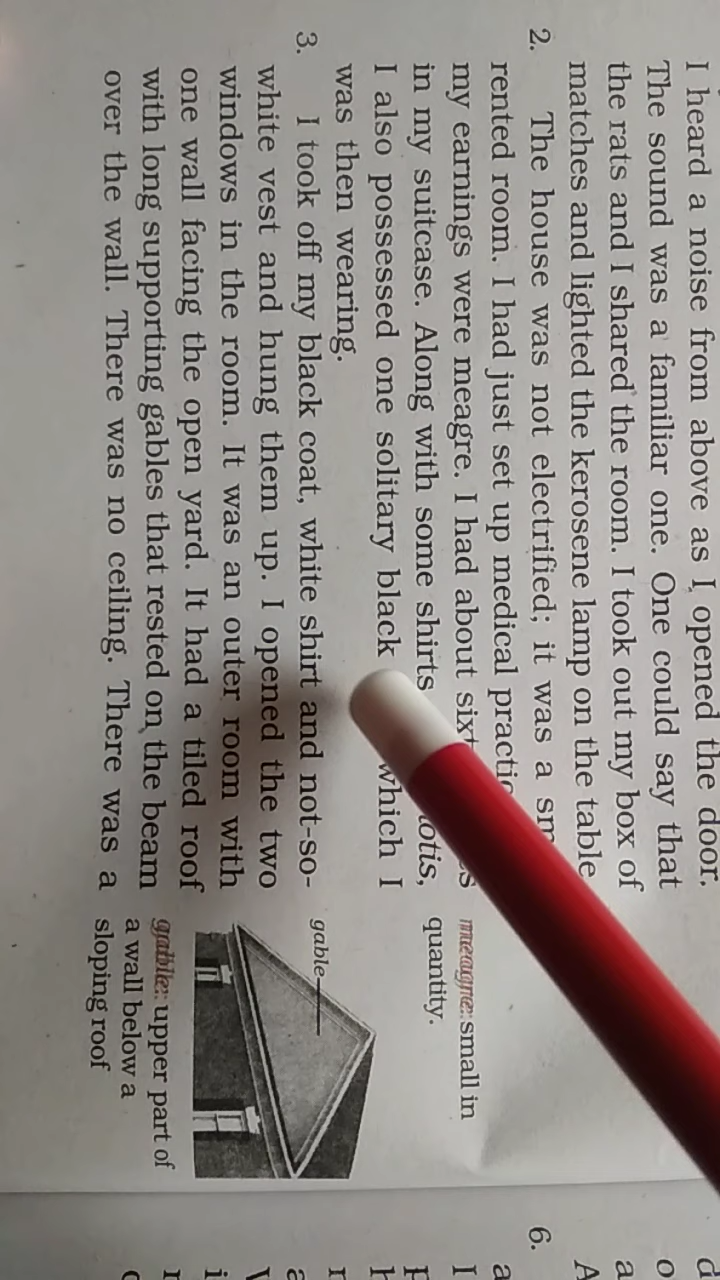 I heard a noise from above as I opened the door.
The sound was a familiar one. One could say that
the rats and I shared the room. I took out my box of
matches and lighted the kerosene lamp on the table
2. The house was not electrified; it was a
rented room. I had just set up medical
my earnings were meagre. I had about
in my suitcase. Along with some shirts
I also possessed one solitary black which I
was then wearing.
3. I took off my black coat, white shirt and not-so-
white vest and hung them up. I opened the two
windows in the room. It was an outer room with
one wall facing the open yard. It had a tiled roof
with long supporting gables that rested on the beam
over the wall. There was no ceiling. There was a
meagre: small in
quantity.
gable
gable: upper part of
a wall below a
sloping roof
6.